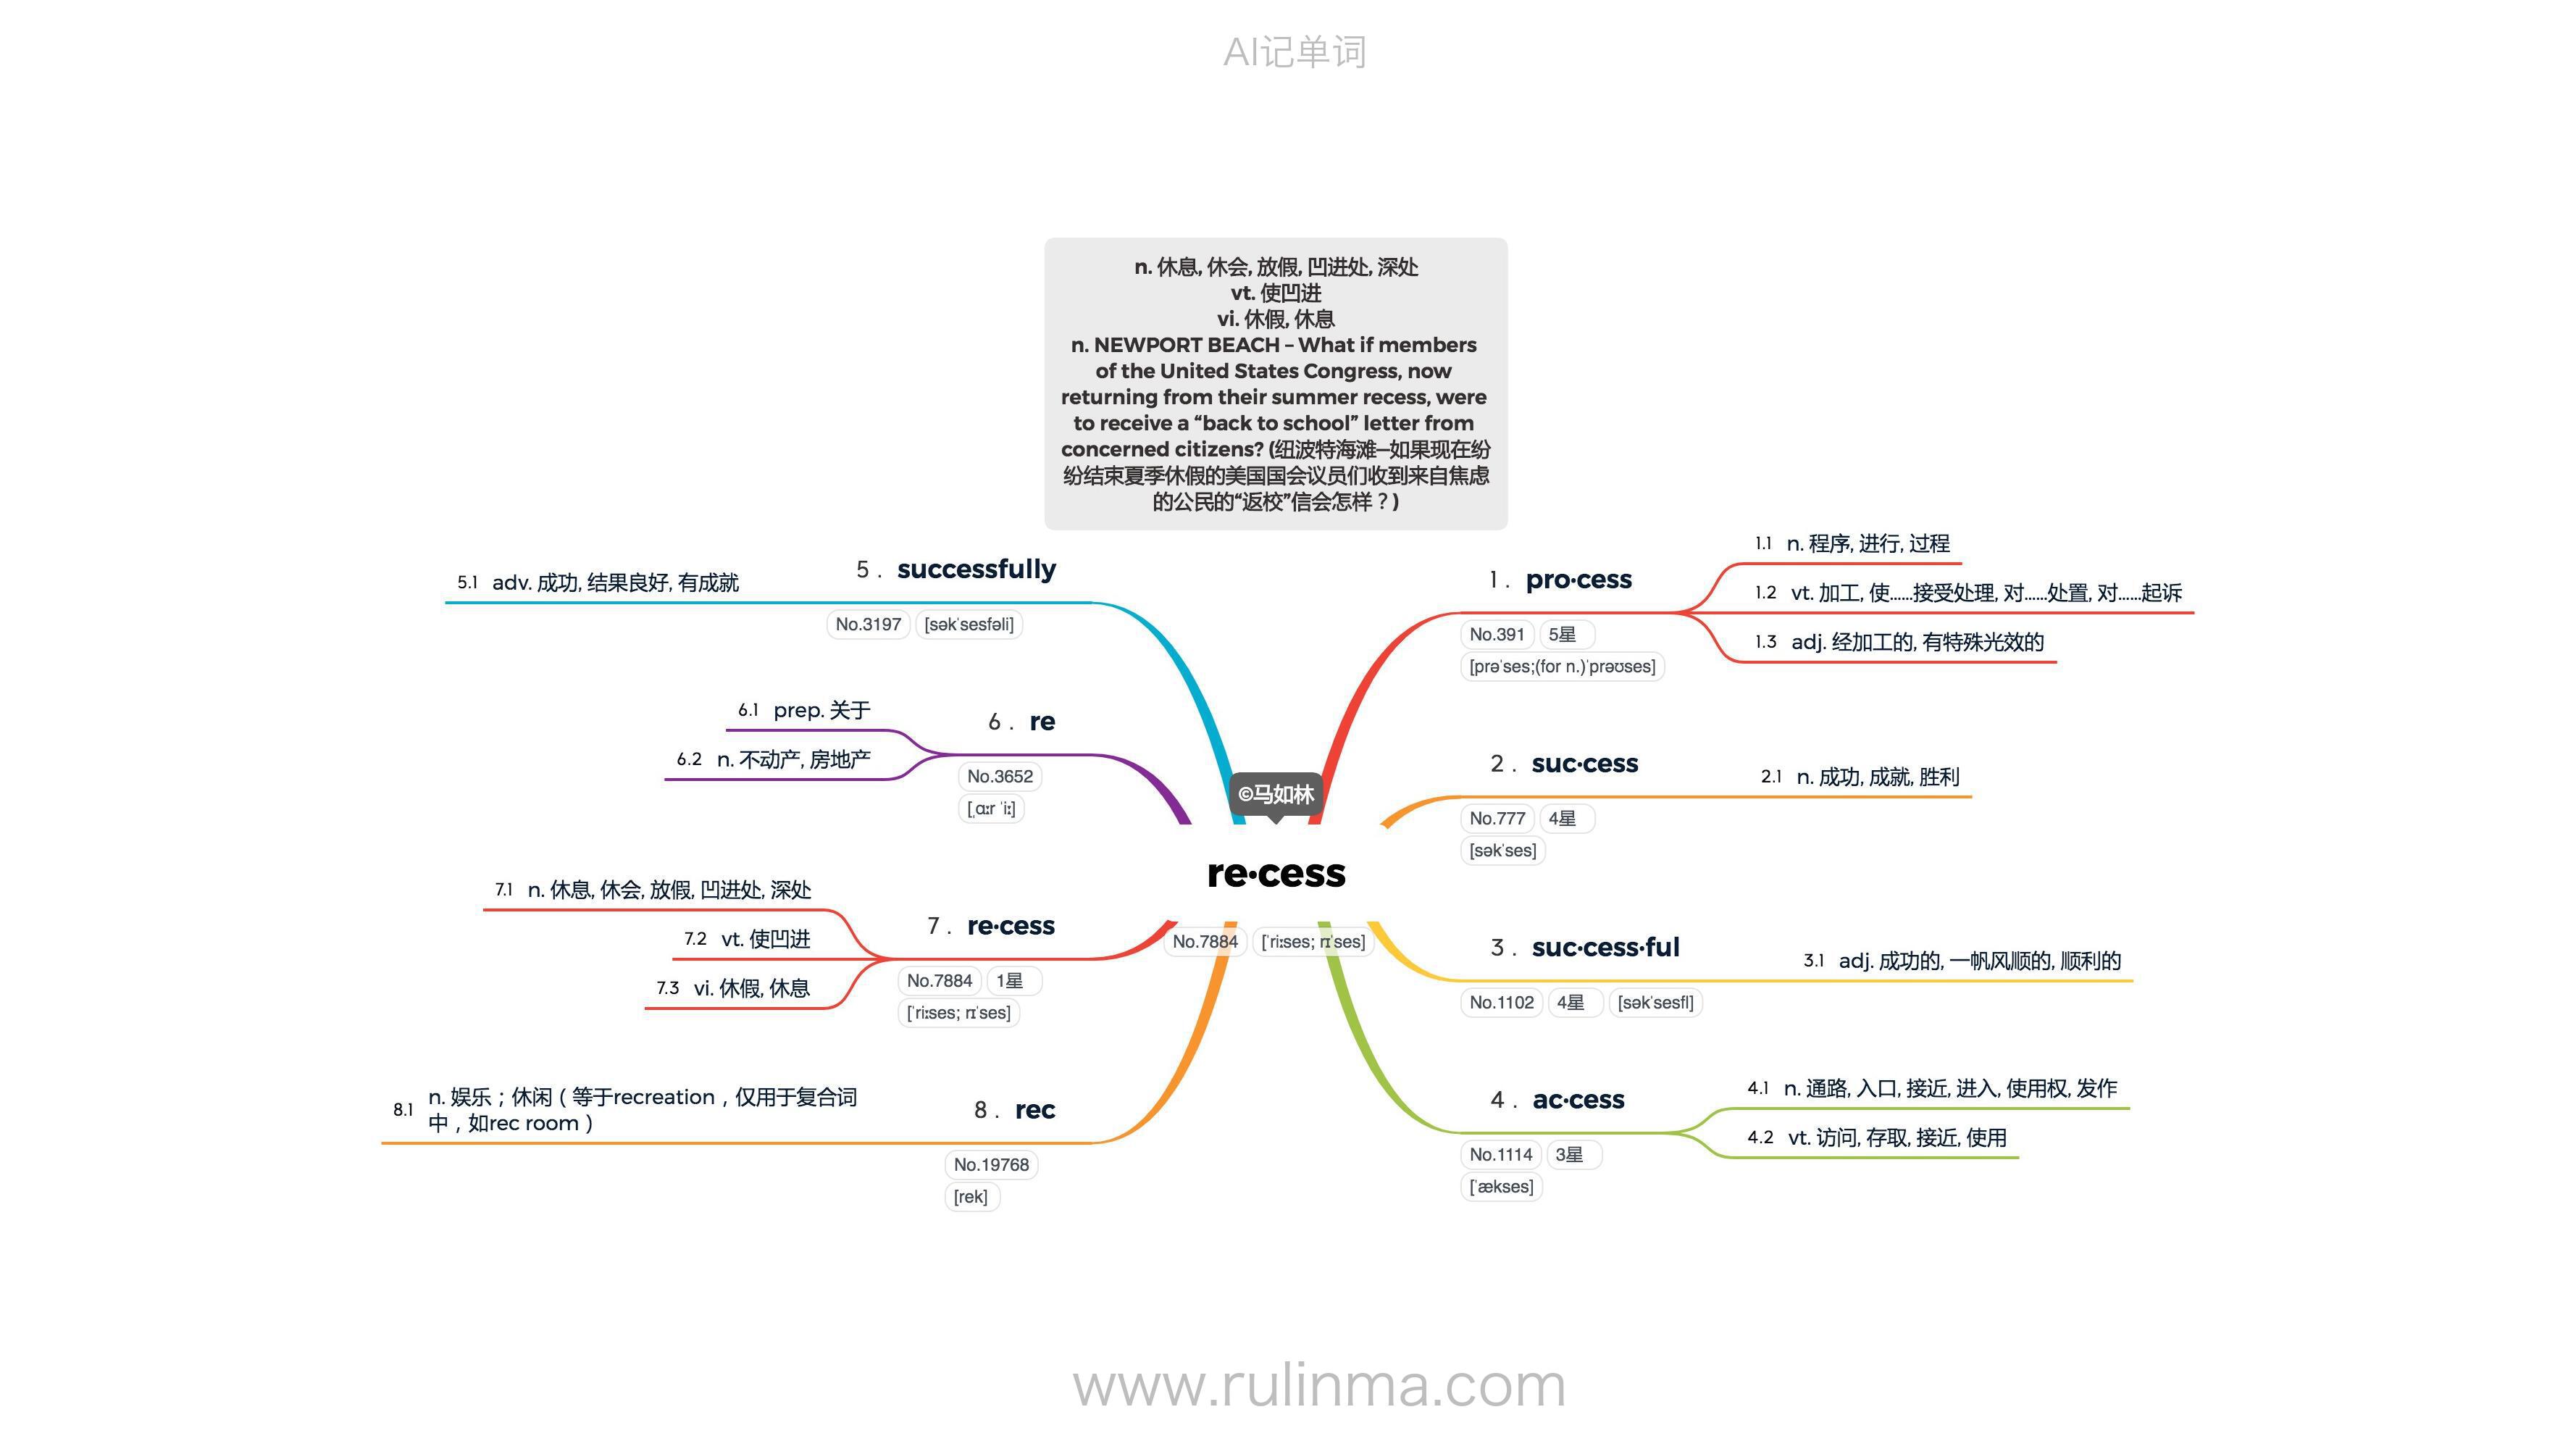 AI记单词
n. 休息, 休会, 放假, 凹进处, 深处
vt. 使凹进
vi. 休假, 休息
n. NEWPORT BEACH – What if members
of the United States Congress, now
returning from their summer recess, were
to receive a “back to school” letter from
concerned citizens? (纽波特海滩—如果现在纷
纷结束夏季休假的美国国会议员们收到来自焦虑
的公民的“返校”信会怎样？)
©马如林
re·cess
No.7884 [ˈriːses; rɪˈses]
1 . pro·cess
No.391 5星
[prəˈses;(for n.)ˈprəʊses]
1.1 n. 程序, 进行, 过程
1.2 vt. 加工, 使……接受处理, 对……处置, 对……起诉
1.3 adj. 经加工的, 有特殊光效的
2 . suc·cess
No.777 4星
[səkˈses]
2.1 n. 成功, 成就, 胜利
3 . suc·cess·ful
No.1102 4星 [səkˈsesfl]
3.1 adj. 成功的, 一帆风顺的, 顺利的
4 . ac·cess
No.1114 3星
[ˈækses]
4.1 n. 通路, 入口, 接近, 进入, 使用权, 发作
4.2 vt. 访问, 存取, 接近, 使用
5 . successfully
No.3197 [səkˈsesfəli]
5.1 adv. 成功, 结果良好, 有成就
6 . re
No.3652
[ˌɑːr ˈiː]
6.1 prep. 关于
6.2 n. 不动产, 房地产
7 . re·cess
No.7884 1星
[ˈriːses; rɪˈses]
7.1 n. 休息, 休会, 放假, 凹进处, 深处
7.2 vt. 使凹进
7.3 vi. 休假, 休息
8 . rec
No.19768
[rek]
8.1 n. 娱乐；休闲（等于recreation，仅用于复合词
中，如rec room）
www.rulinma.com